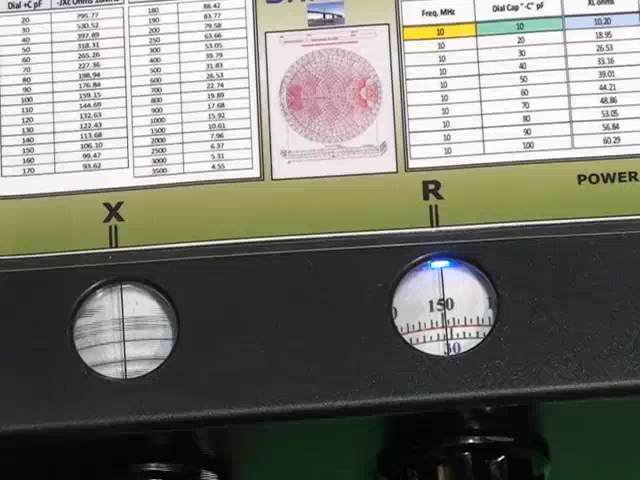 Dial +C pF
20 795.77
30 530.52
40 397.89
50 318.31
60 265.26
70 227.36
80 198.94
90 176.84
100 159.15
110 144.69
120 132.63
130 122.43
140 113.68
150 106.10
160 99.47
170 93.62
180 88.42
190 83.77
200 79.58
250 63.66
300 53.05
400 39.79
500 31.83
600 26.53
700 22.74
800 19.89
900 17.68
1000 15.92
1500 10.61
2000 7.96
2500 6.37
3000 5.31
3500 4.55
Freq. MHz Dial Cap "-C" pF XL ohms
10 10 10.20
10 20 18.95
10 30 26.53
10 40 33.16
10 50 39.01
10 60 44.21
10 70 48.86
10 80 53.05
10 90 56.84
10 100 60.29
POWER
X
R
150
30